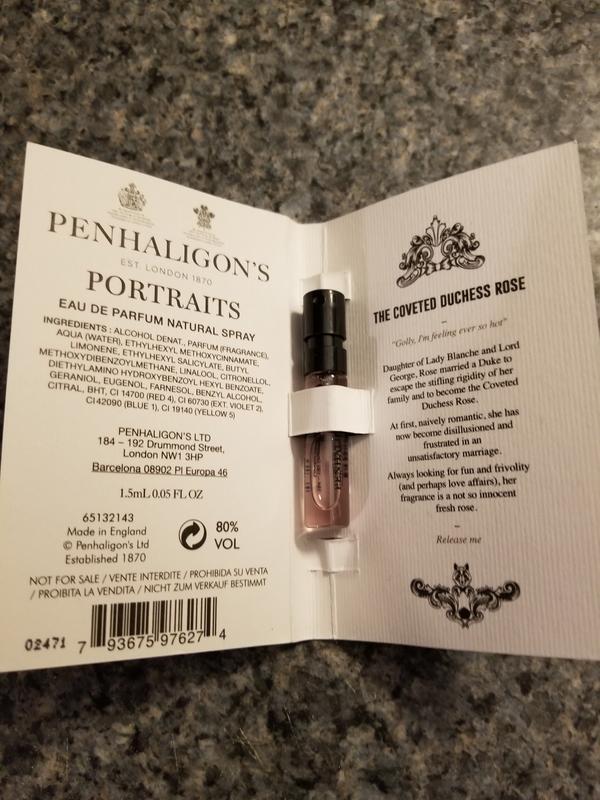 PENHALIGON'S
EST. LONDON 1870
PORTRAITS
EAU DE PARFUM NATURAL SPRAY
INGREDIENTS : ALCOHOL DENAT., PARFUM (FRAGRANCE),
AQUA (WATER), ETHYLHEXYL METHOXYCINNAMATE,
LIMONENE, ETHYLHEXYL SALICYLATE, BUTYL
METHOXYDIBENZOYLMETHANE, LINALOOL, CITRONELLOL,
DIETHYLAMINO HYDROXYBENZOYL HEXYL BENZOATE,
GERANIOL, EUGENOL, FARNESOL, BENZYL ALCOHOL,
CITRAL, BHT, CI 14700 (RED 4), CI 60730 (EXT. VIOLET 2),
CI 42090 (BLUE 1), CI 19140 (YELLOW 5)
PENHALIGON'S LTD
184 – 192 Drummond Street,
London NW1 3HP
Barcelona 08902 Pl Europa 46
1.5mL 0.05 FL OZ
65132143
Made in England
© Penhaligon's Ltd
Established 1870
80%
VOL
NOT FOR SALE / VENTE INTERDITE / PROHIBIDA SU VENTA
/ PROIBITA LA VENDITA / NICHT ZUM VERKAUF BESTIMMT
02471
7 93675 97627 4
THE COVETED DUCHESS ROSE
"Golly, I'm feeling ever so hot"
Daughter of Lady Blanche and Lord
George, Rose married a Duke to
escape the stifling rigidity of her
family and to become the Coveted
Duchess Rose.
At first, naively romantic, she has
now become disillusioned and
frustrated in an
unsatisfactory marriage.
Always looking for fun and frivolity
(and perhaps love affairs), her
fragrance is a not so innocent
fresh rose.
Release me